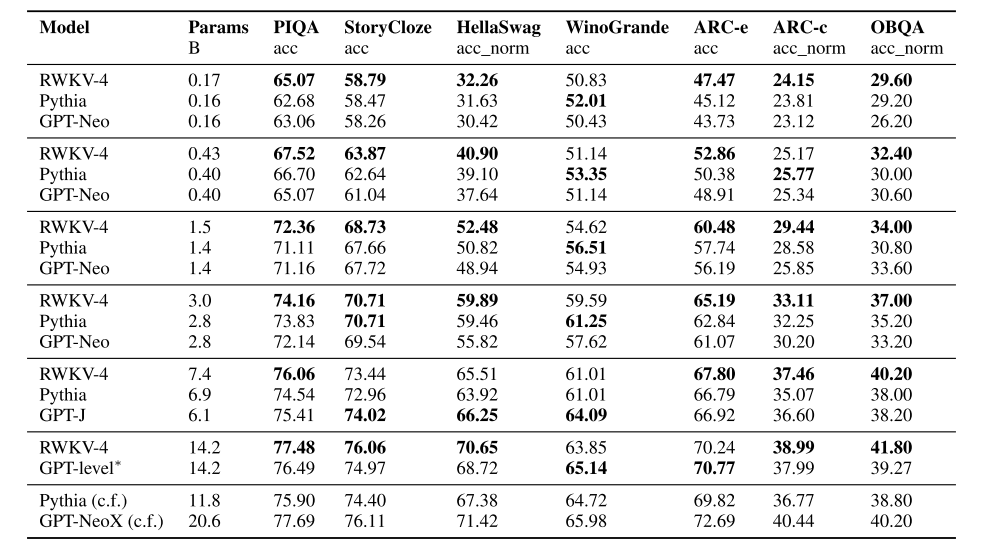 Model Params PIQA StoryCloze HellaSwag WinoGrande ARC-e ARC-c OBQA
B acc acc acc_norm acc acc acc_norm acc_norm
RWKV-4 0.17 65.07 58.79 32.26 50.83 47.47 24.15 29.60
Pythia 0.16 62.68 58.47 31.63 52.01 45.12 23.81 29.20
GPT-Neo 0.16 63.06 58.26 30.42 50.43 43.73 23.12 26.20
RWKV-4 0.43 67.52 63.87 40.90 51.14 52.86 25.17 32.40
Pythia 0.40 66.70 62.64 39.10 53.35 50.38 25.77 30.00
GPT-Neo 0.40 65.07 61.04 37.64 51.14 48.91 25.34 30.60
RWKV-4 1.5 72.36 68.73 52.48 54.62 60.48 29.44 34.00
Pythia 1.4 71.11 67.66 50.82 56.51 57.74 28.58 30.80
GPT-Neo 1.4 71.16 67.72 48.94 54.93 56.19 25.85 33.60
RWKV-4 3.0 74.16 70.71 59.89 59.59 65.19 33.11 37.00
Pythia 2.8 73.83 70.71 59.46 61.25 62.84 32.25 35.20
GPT-Neo 2.8 72.14 69.54 55.82 57.62 61.07 30.20 33.20
RWKV-4 7.4 76.06 73.44 65.51 61.01 67.80 37.46 40.20
Pythia 6.9 74.54 72.96 63.92 61.01 66.79 35.07 38.00
GPT-J 6.1 75.41 74.02 66.25 64.09 66.92 36.60 38.20
RWKV-4 14.2 77.48 76.06 70.65 63.85 70.24 38.99 41.80
GPT-level* 14.2 76.49 74.97 68.72 65.14 70.77 37.99 39.27
Pythia (c.f.) 11.8 75.90 74.40 67.38 64.72 69.82 36.77 38.80
GPT-NeoX (c.f.) 20.6 77.69 76.11 71.42 65.98 72.69 40.44 40.20